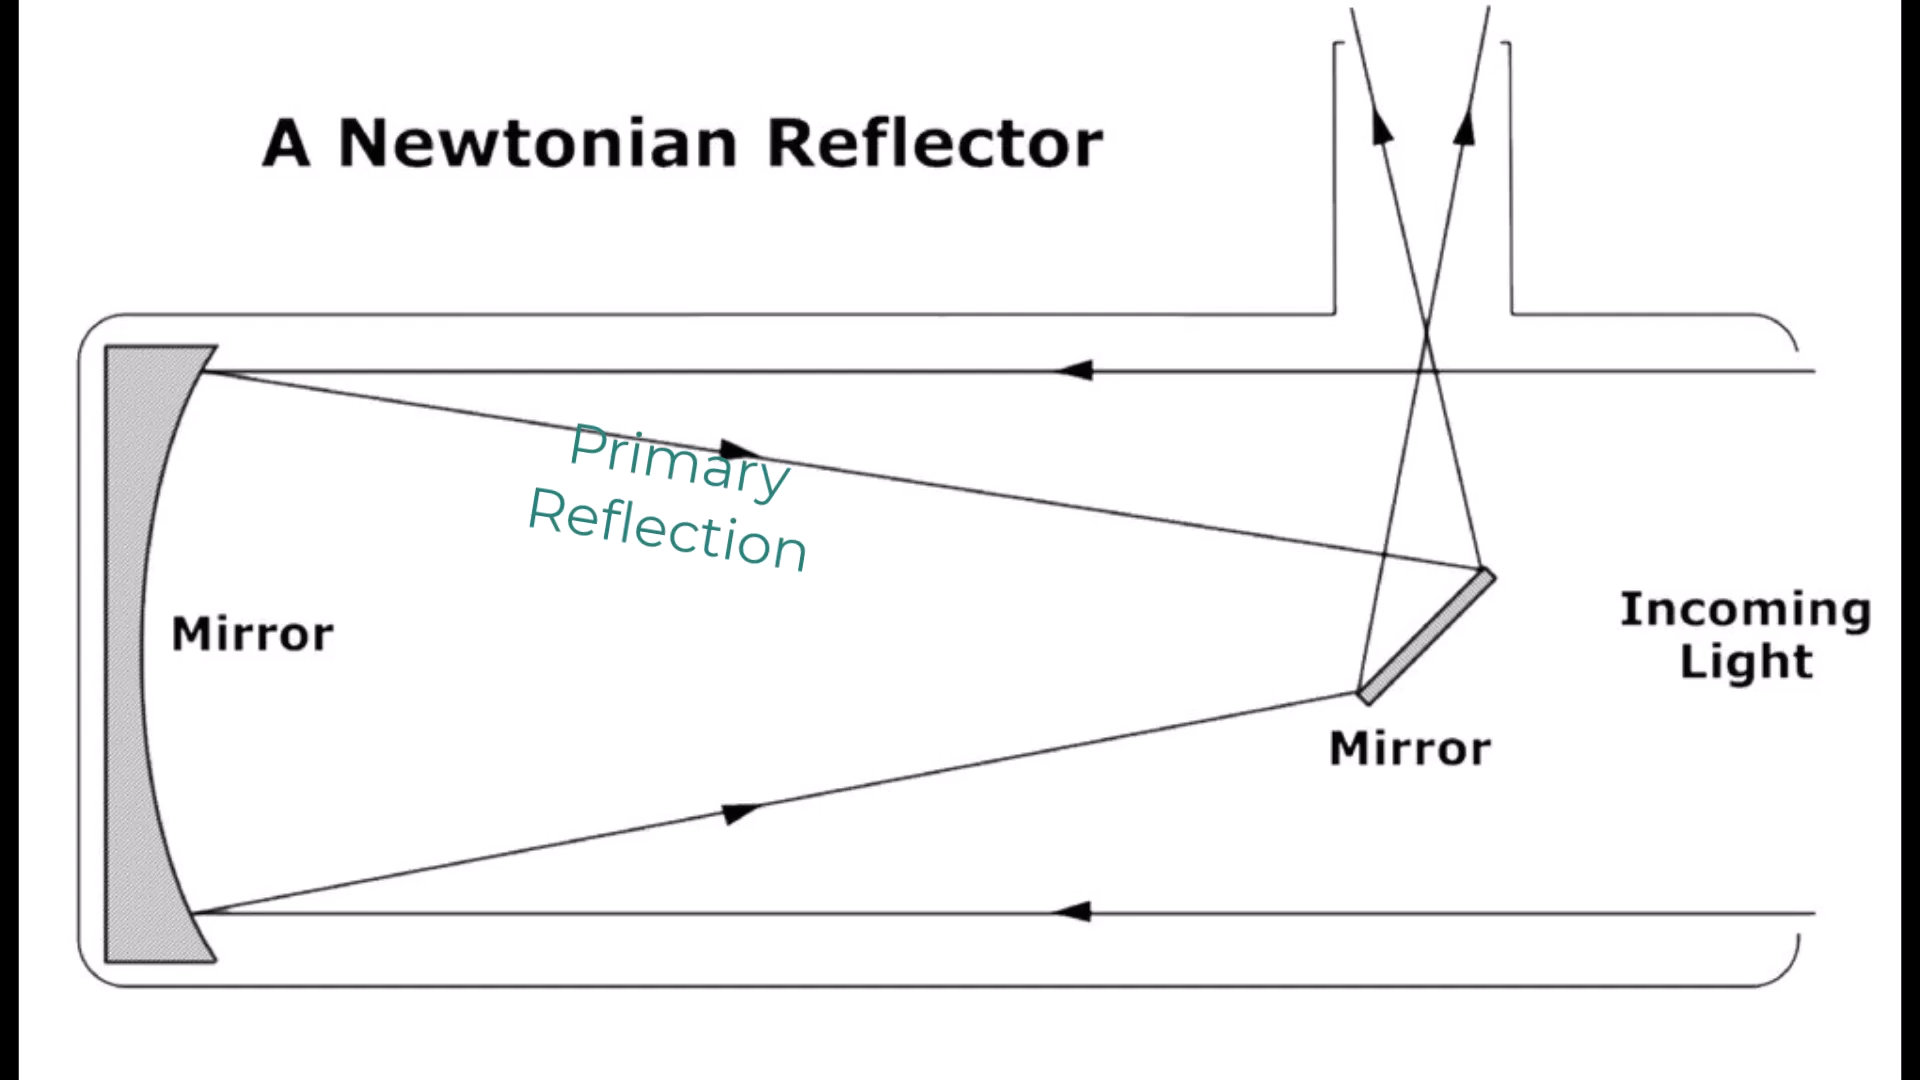 A Newtonian Reflector
Primary
Reflection
Mirror
Incoming
Light
Mirror